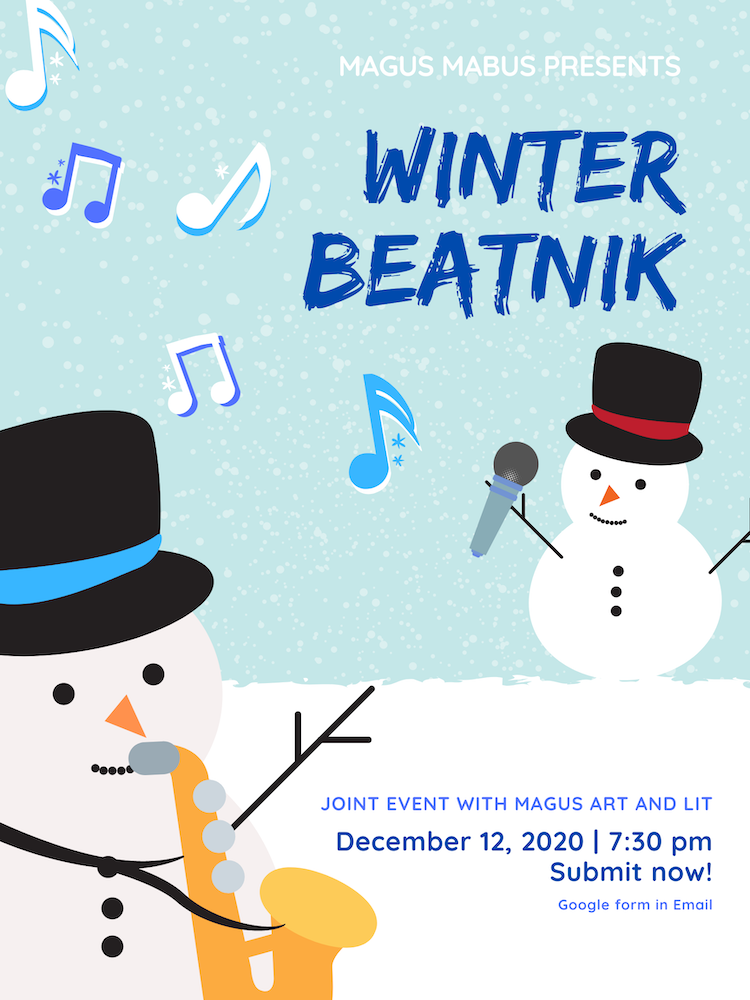 MAGUS MABUS PRESENTS
WINTER
BEATNIK
JOINT EVENT WITH MAGUS ART AND LIT
December 12, 2020 | 7:30 pm
Submit now!
Google form in Email